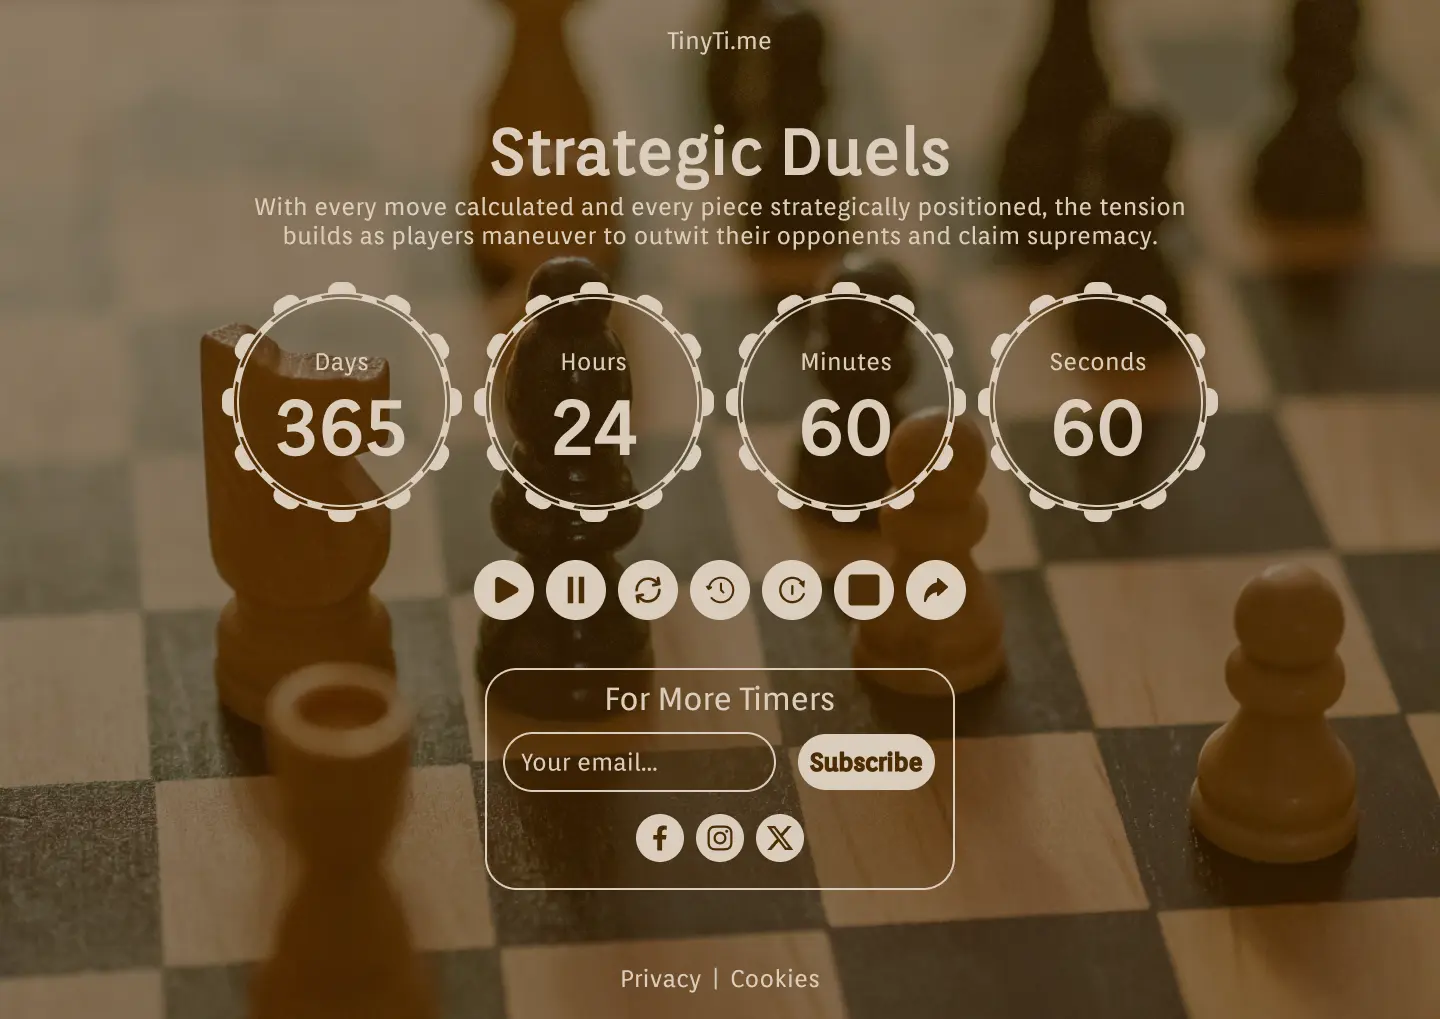 TinyTi.me
Strategic Duels
With every move calculated and every piece strategically positioned, the tension
builds as players maneuver to outwit their opponents and claim supremacy.
Days
365
Hours
24
Minutes
60
Seconds
60
For More Timers
Your email...
Subscribe
Privacy | Cookies